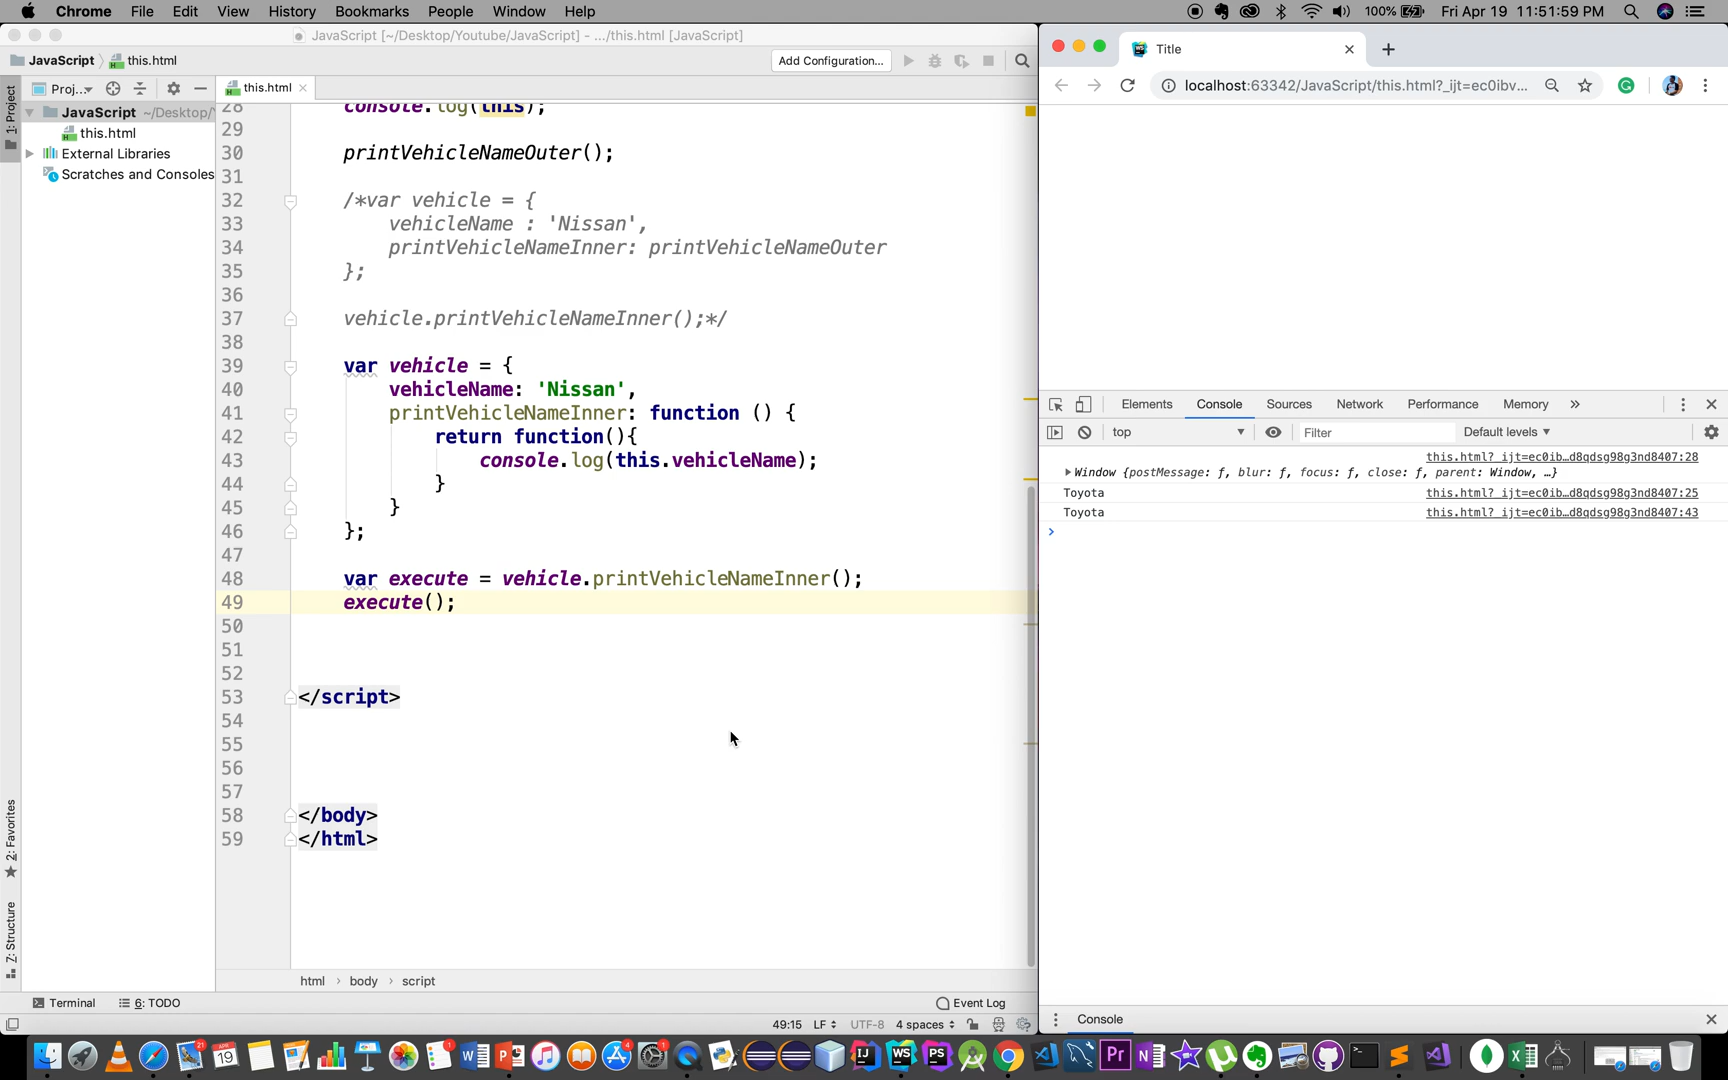 Chrome File Edit View History Bookmarks People Window Help 100% Fri Apr 19 11:51:59 PM
JavaScript [~/Desktop/Youtube/JavaScript] - .../this.html [JavaScript]
JavaScript this.html Add Configuration...
Proj... this.html
1: Project
JavaScript ~/Desktop/
this.html
External Libraries
Scratches and Consoles
2: Favorites
Z: Structure
28 console.log(this);
29
30 printVehicleNameOuter();
31
32 /*var vehicle = {
33 vehicleName : 'Nissan',
34 printVehicleNameInner: printVehicleNameOuter
35 };
36
37 vehicle.printVehicleNameInner();*/
38
39 var vehicle = {
40 vehicleName: 'Nissan',
41 printVehicleNameInner: function () {
42 return function(){
43 console.log(this.vehicleName);
44 }
45 }
46 };
47
48 var execute = vehicle.printVehicleNameInner();
49 execute();
50
51
52
53 </script>
54
55
56
57
58 </body>
59 </html>
html › body › script
Terminal 6: TODO Event Log
49:15 LF UTF-8 4 spaces
Title
localhost:63342/JavaScript/this.html?_ijt=ec0ibv...
Elements Console Sources Network Performance Memory »
top Filter Default levels
this.html? ijt=ec0ib…d8qdsg98g3nd8407:28
Window {postMessage: ƒ, blur: ƒ, focus: ƒ, close: ƒ, parent: Window, …}
Toyota this.html? ijt=ec0ib…d8qdsg98g3nd8407:25
Toyota this.html? ijt=ec0ib…d8qdsg98g3nd8407:43
Console